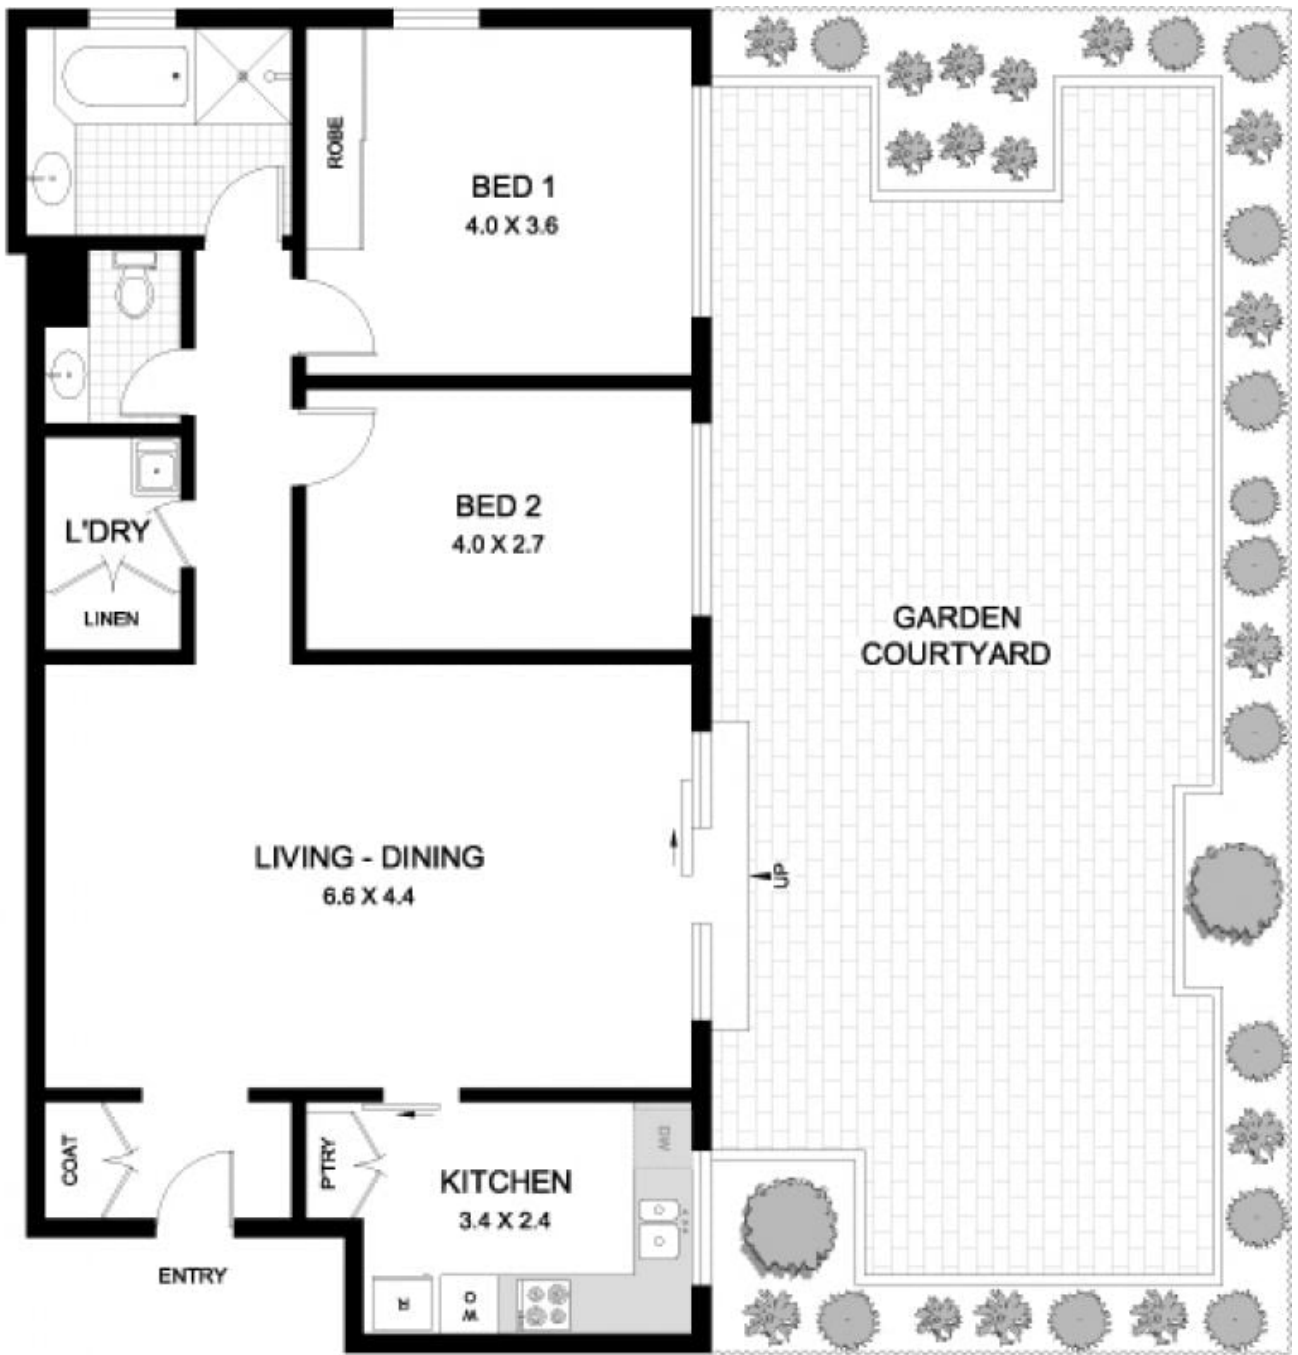 ROBE
BED 1
4.0 X 3.6
BED 2
4.0 X 2.7
L'DRY
LINEN
GARDEN
COURTYARD
LIVING - DINING
6.6 X 4.4
UP
COAT
P'TRY
DW
KITCHEN
3.4 X 2.4
ENTRY
R
WO